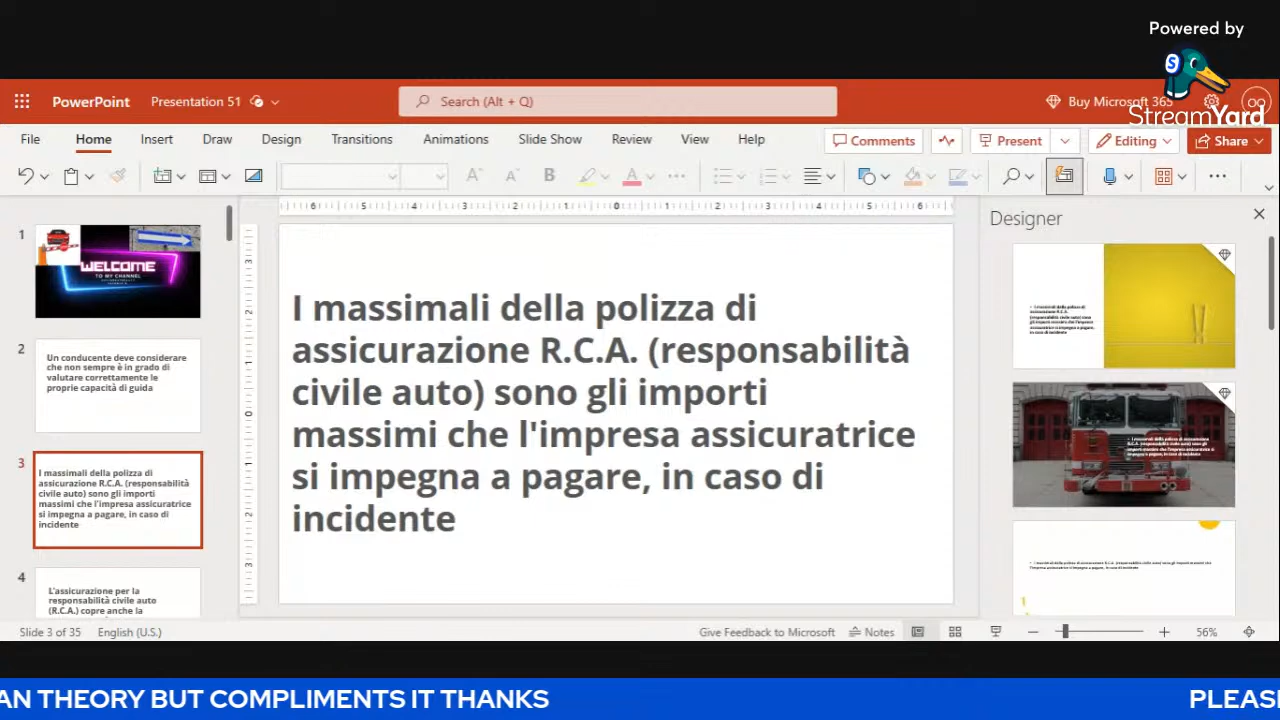 Powered by
StreamYard
PowerPoint Presentation 51 Search (Alt + Q) Buy Microsoft 365 OO
File Home Insert Draw Design Transitions Animations Slide Show Review View Help Comments Present Editing Share
Designer
1
WELCOME
TO MY CHANNEL
2
Un conducente deve considerare
che non sempre è in grado di
valutare correttamente le
proprie capacità di guida
3
I massimali della polizza di
assicurazione R.C.A. (responsabilità
civile auto) sono gli importi
massimi che l'impresa assicuratrice
si impegna a pagare, in caso di
incidente
4
L'assicurazione per la
responsabilità civile auto
(R.C.A.) copre anche la
I massimali della polizza di
assicurazione R.C.A. (responsabilità
civile auto) sono gli importi
massimi che l'impresa assicuratrice
si impegna a pagare, in caso di
incidente
Slide 3 of 35 English (U.S.) Give Feedback to Microsoft Notes 56%
AN THEORY BUT COMPLIMENTS IT THANKS